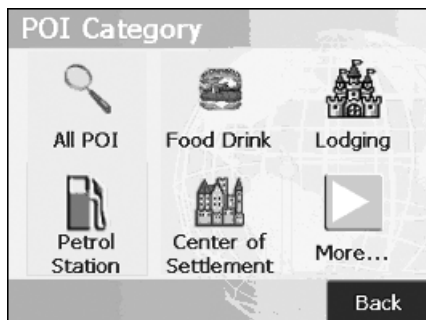 POI Category
All POI
Food Drink
Lodging
Petrol
Station
Center of
Settlement
More...
Back